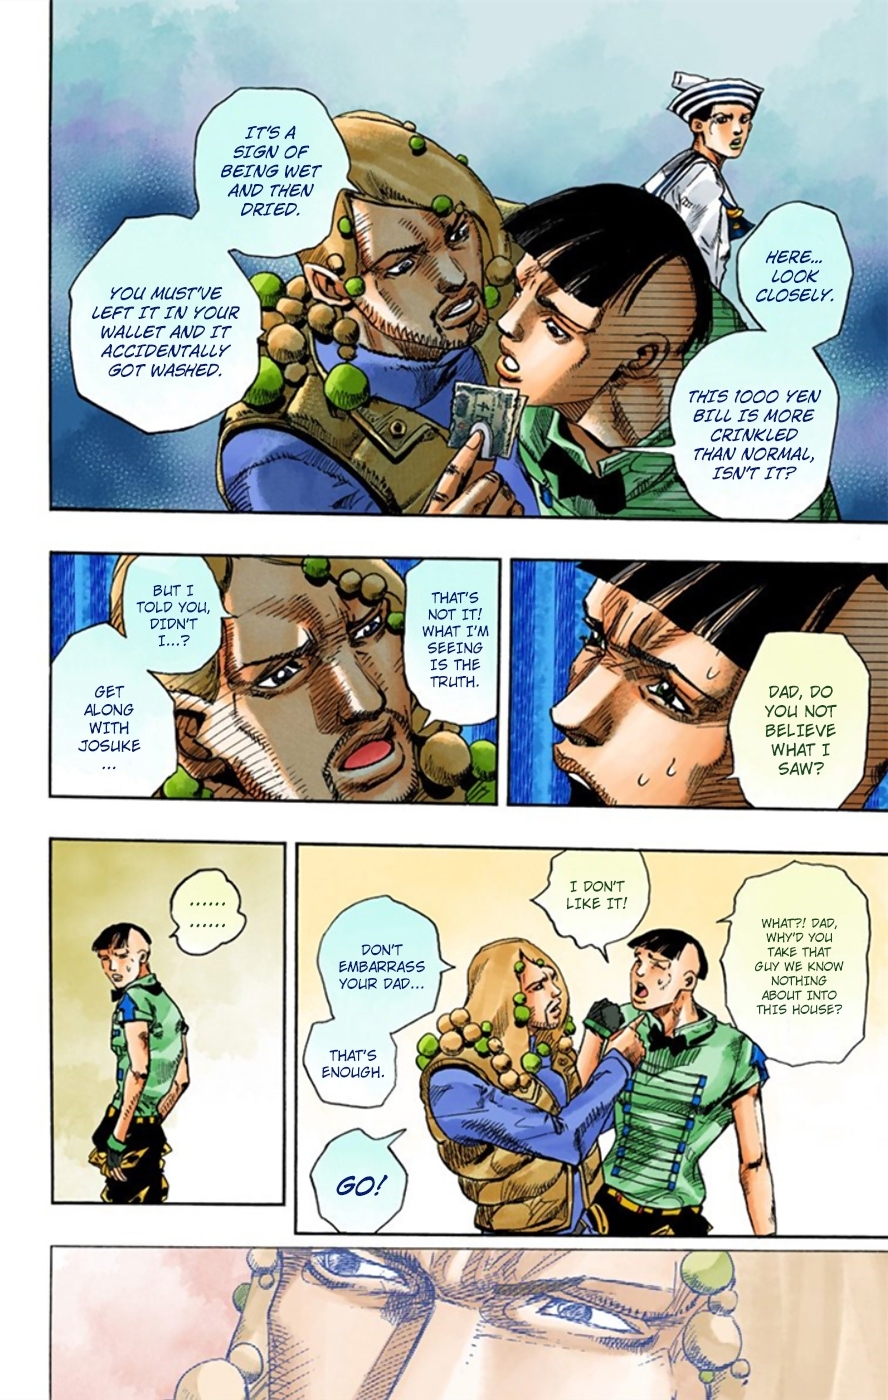 HERE...
LOOK
CLOSELY.
THIS 1000 YEN
BILL IS MORE
CRINKLED
THAN NORMAL,
ISN'T IT?
IT'S A
SIGN OF
BEING WET
AND THEN
DRIED.
YOU MUST'VE
LEFT IT IN YOUR
WALLET AND IT
ACCIDENTALLY
GOT WASHED.
DAD, DO
YOU NOT
BELIEVE
WHAT I
SAW?
THAT'S
NOT IT!
WHAT I'M
SEEING
IS THE
TRUTH.
BUT I
TOLD YOU,
DIDN'T
I...?
GET
ALONG
WITH
JOSUKE
...
WHAT?! DAD,
WHY'D YOU
TAKE THAT
GUY WE KNOW
NOTHING
ABOUT INTO
THIS HOUSE?
I DON'T
LIKE IT!
DON'T
EMBARRASS
YOUR DAD...
THAT'S
ENOUGH.
GO!
......
......